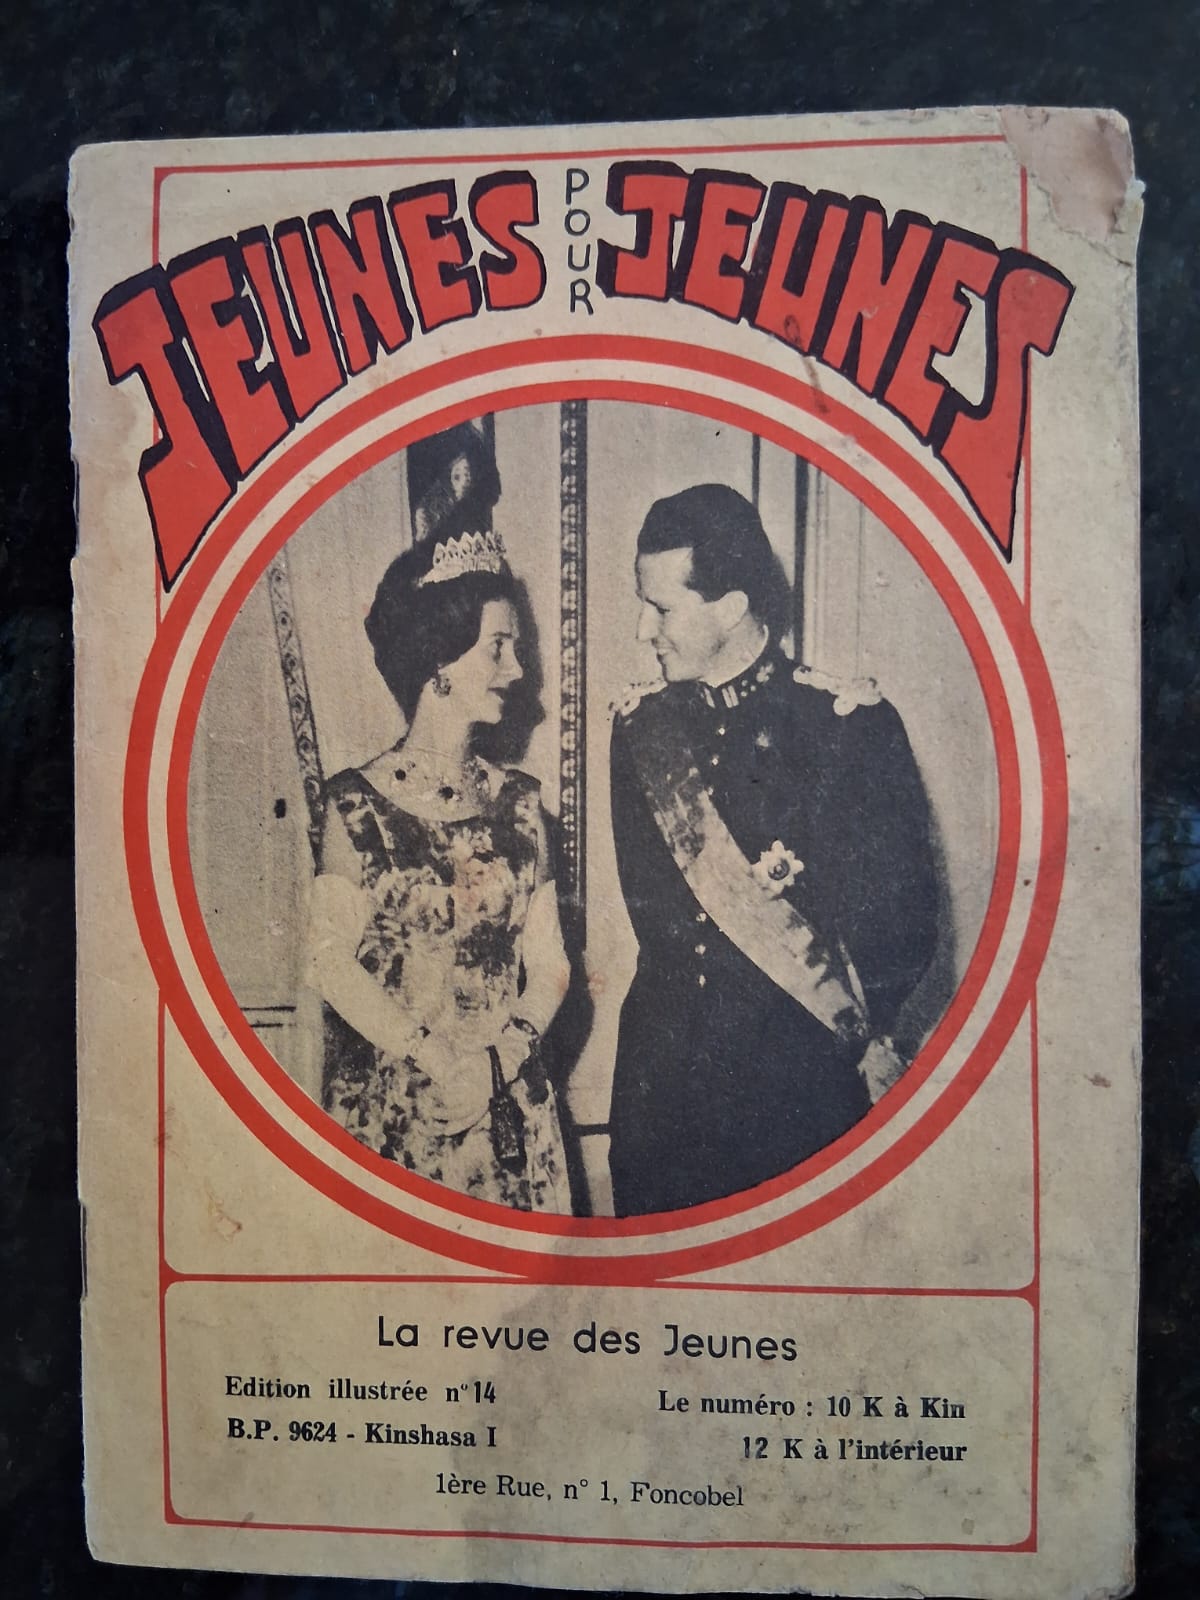 JEUNES POUR JEUNES
La revue des Jeunes
Edition illustrée n° 14
B.P. 9624 - Kinshasa I
Le numéro : 10 K à Kin
12 K à l'intérieur
1ère Rue, n° 1, Foncobel